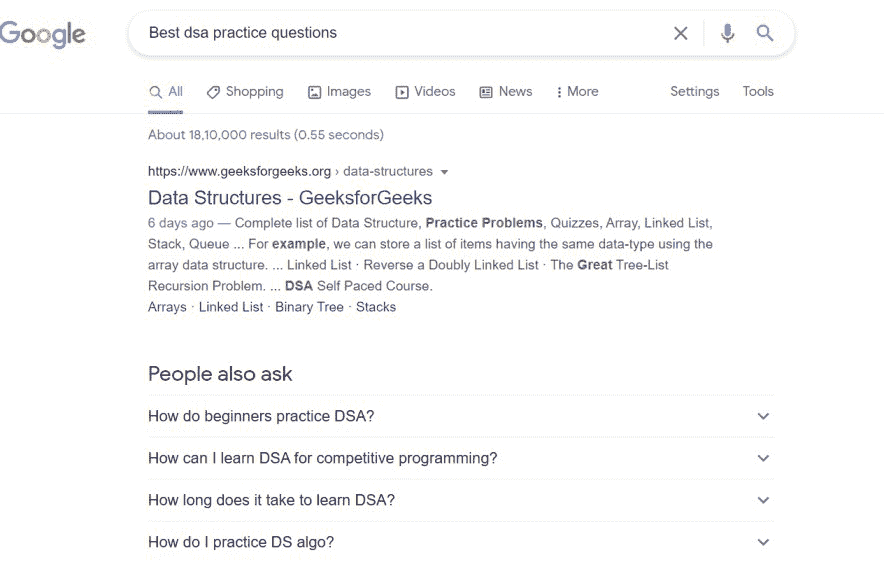 Google
Best dsa practice questions
All Shopping Images Videos News More Settings Tools
About 18,10,000 results (0.55 seconds)
https://www.geeksforgeeks.org › data-structures
Data Structures - GeeksforGeeks
6 days ago — Complete list of Data Structure, Practice Problems, Quizzes, Array, Linked List,
Stack, Queue ... For example, we can store a list of items having the same data-type using the
array data structure. ... Linked List · Reverse a Doubly Linked List · The Great Tree-List
Recursion Problem. ... DSA Self Paced Course.
Arrays · Linked List · Binary Tree · Stacks
People also ask
How do beginners practice DSA?
How can I learn DSA for competitive programming?
How long does it take to learn DSA?
How do I practice DS algo?